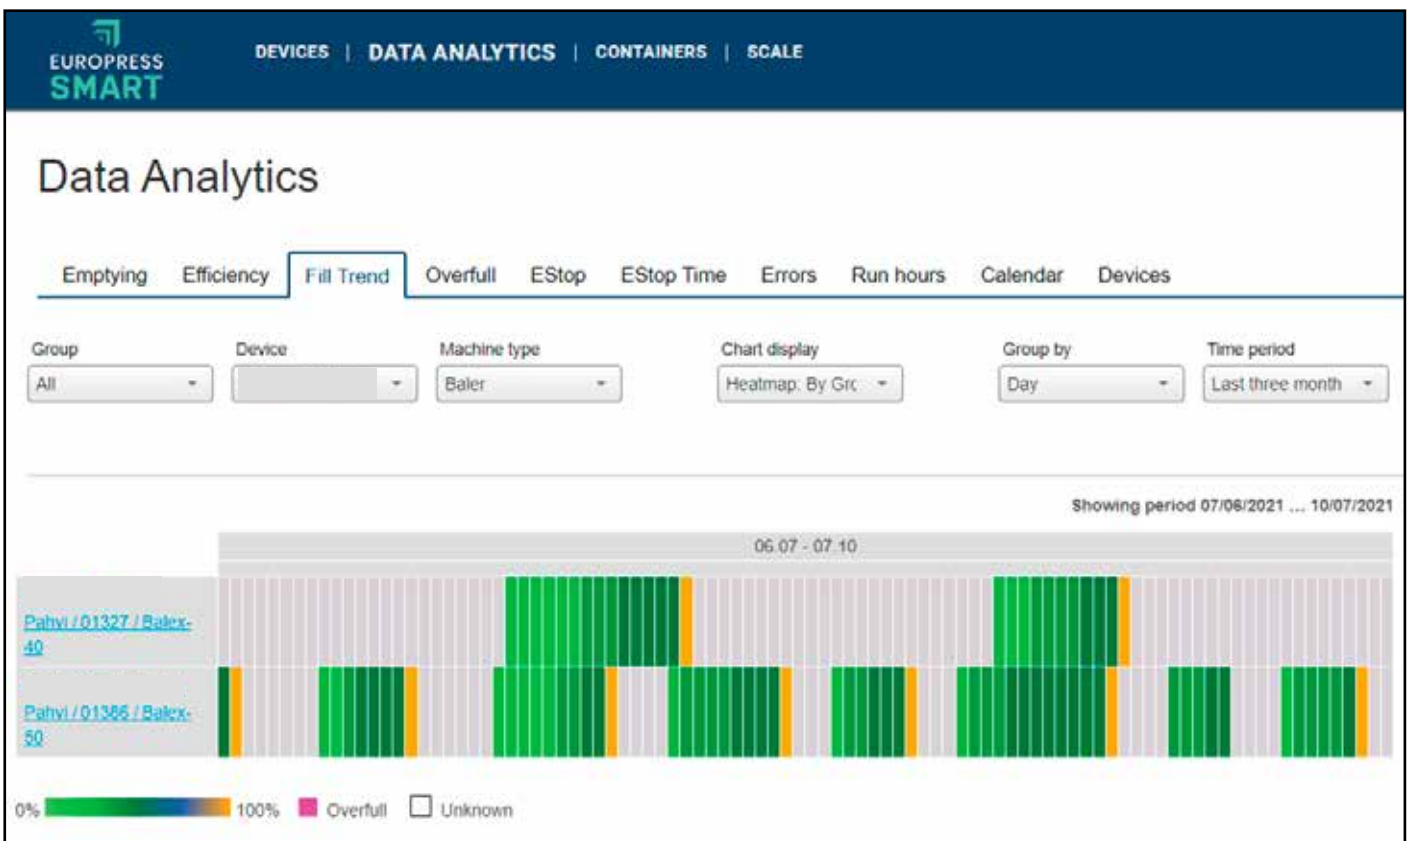 EUROPRESS
SMART
DEVICES | DATA ANALYTICS | CONTAINERS | SCALE
Data Analytics
Emptying Efficiency Fill Trend Overfull EStop EStop Time Errors Run hours Calendar Devices
Group Device Machine type Chart display Group by Time period
All Baler Heatmap: By Grc Day Last three month
Showing period 07/06/2021 ... 10/07/2021
06.07 - 07.10
Pahvi / 01327 / Balex-
40
Pahvi / 01386 / Balex-
50
0% 100% Overfull Unknown